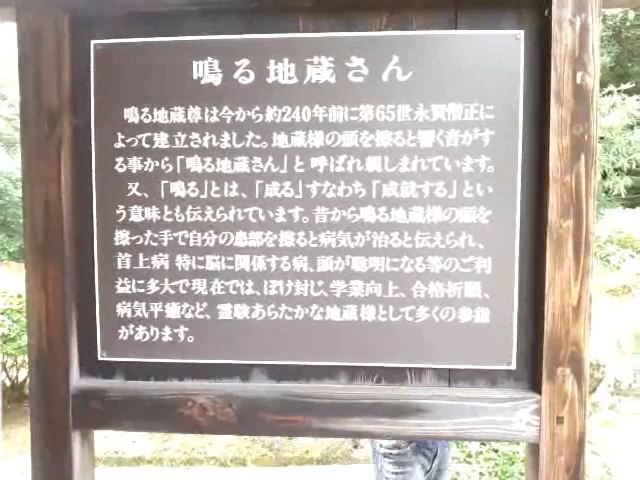 鳴る地蔵さん
鳴る地蔵尊は今から約240年前に第65世永賀僧正に
よって建立されました。地蔵様の頭を擦ると響く音がす
る事から「鳴る地蔵さん」と呼ばれ親しまれています。
又、「鳴る」とは、「成る」すなわち「成就する」とい
う意味とも伝えられています。昔から鳴る地蔵様の頭を
擦った手で自分の患部を擦ると病気が治ると伝えられ、
首上病 特に脳に関係する病、頭が聡明になる等のご利
益に多大で現在では、ぼけ封じ、学業向上、合格祈願、
病気平癒など、霊験あらたかな地蔵様として多くの参詣
があります。